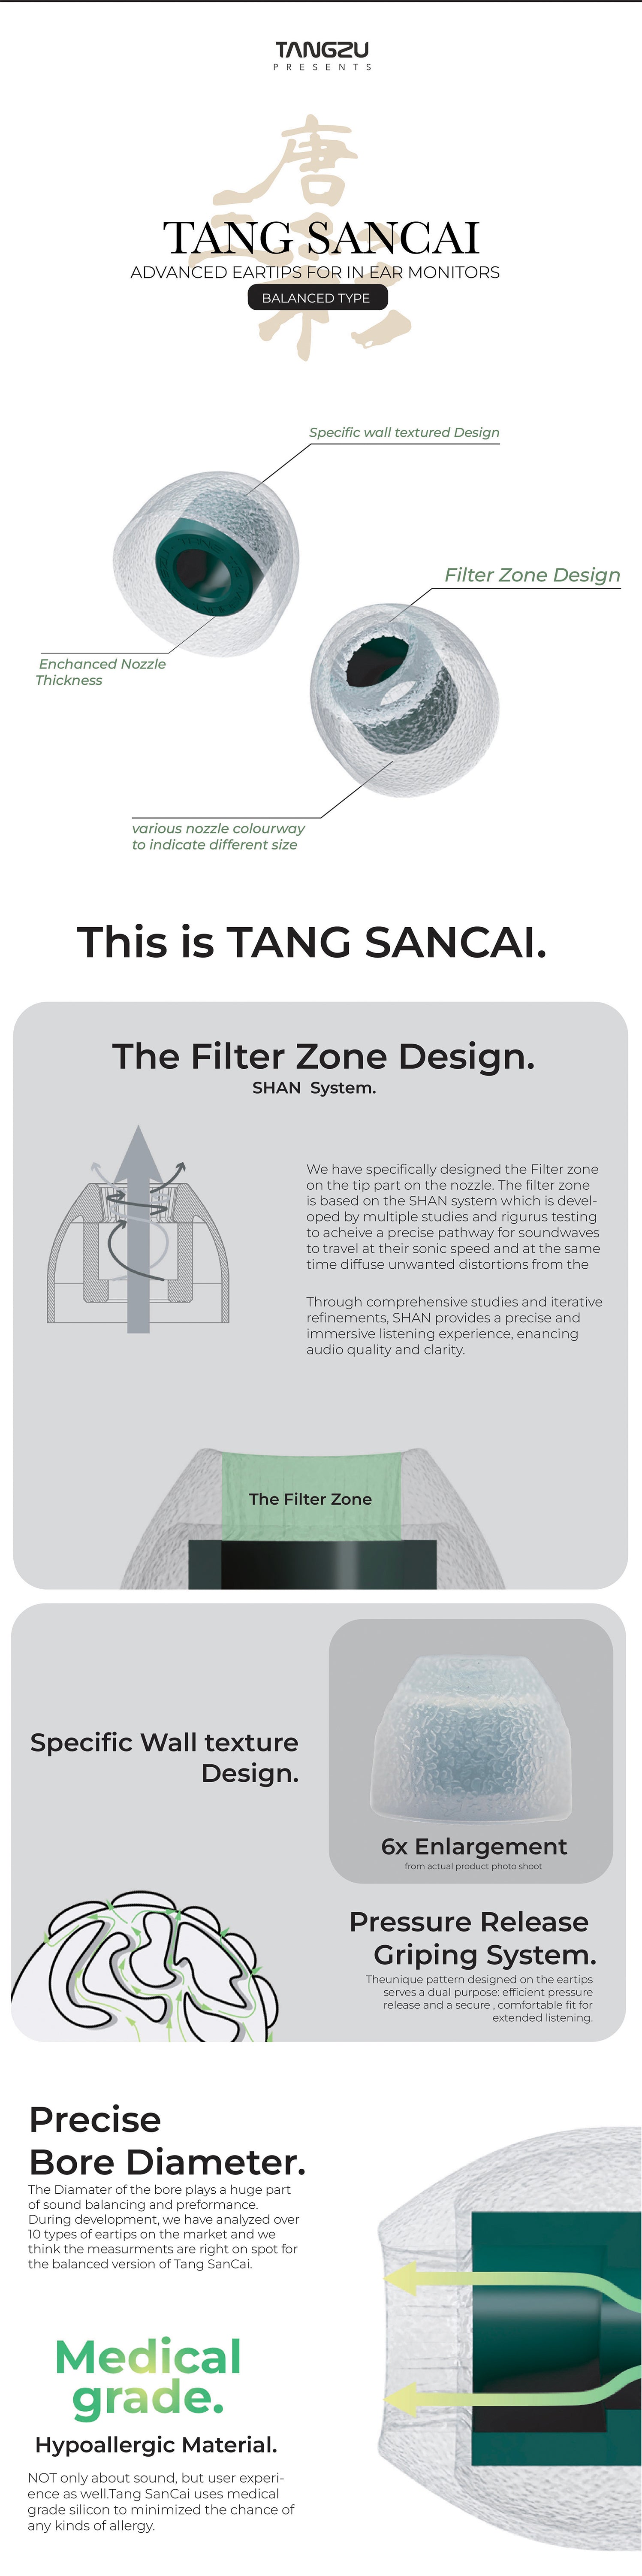 TANGZU
PRESENTS
唐
三
彩
TANG SANCAI
ADVANCED EARTIPS FOR IN EAR MONITORS
BALANCED TYPE
Specific wall textured Design
Filter Zone Design
Enchanced Nozzle
Thickness
various nozzle colourway
to indicate different size
This is TANG SANCAI.
The Filter Zone Design.
SHAN System.
We have specifically designed the Filter zone
on the tip part on the nozzle. The filter zone
is based on the SHAN system which is devel-
oped by multiple studies and rigurus testing
to acheive a precise pathway for soundwaves
to travel at their sonic speed and at the same
time diffuse unwanted distortions from the
Through comprehensive studies and iterative
refinements, SHAN provides a precise and
immersive listening experience, enancing
audio quality and clarity.
The Filter Zone
Specific Wall texture
Design.
6x Enlargement
from actual product photo shoot
Pressure Release
Griping System.
Theunique pattern designed on the eartips
serves a dual purpose: efficient pressure
release and a secure , comfortable fit for
extended listening.
Precise
Bore Diameter.
The Diamater of the bore plays a huge part
of sound balancing and preformance.
During development, we have analyzed over
10 types of eartips on the market and we
think the measurments are right on spot for
the balanced version of Tang SanCai.
Medical
grade.
Hypoallergic Material.
NOT only about sound, but user experi-
ence as well.Tang SanCai uses medical
grade silicon to minimized the chance of
any kinds of allergy.